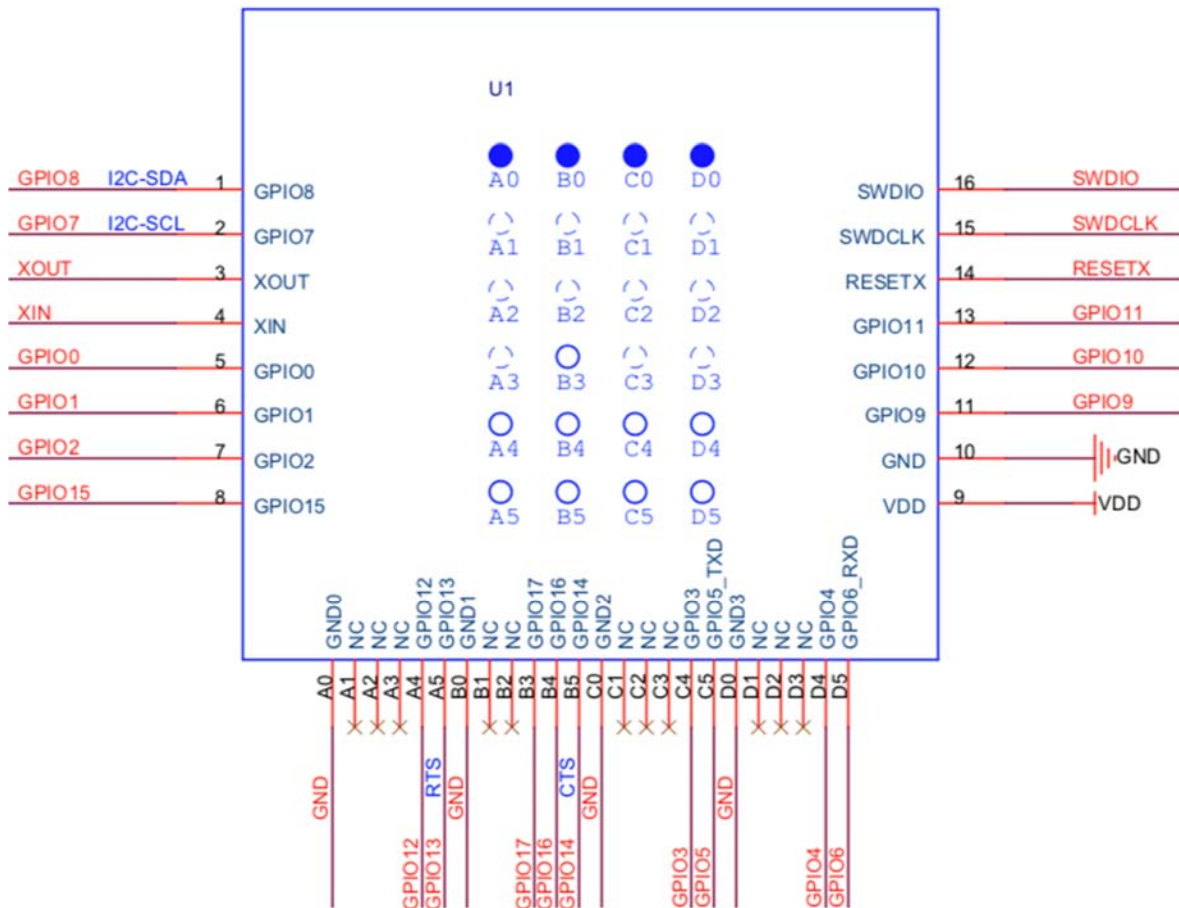 U1
A0 B0 C0 D0
A1 B1 C1 D1
A2 B2 C2 D2
A3 B3 C3 D3
A4 B4 C4 D4
A5 B5 C5 D5
GPIO8 I2C-SDA 1 GPIO8
GPIO7 I2C-SCL 2 GPIO7
XOUT 3 XOUT
XIN 4 XIN
GPIO0 5 GPIO0
GPIO1 6 GPIO1
GPIO2 7 GPIO2
GPIO15 8 GPIO15
SWDIO 16 SWDIO
SWDCLK 15 SWDCLK
RESETX 14 RESETX
GPIO11 13 GPIO11
GPIO10 12 GPIO10
GPIO9 11 GPIO9
GND 10 GND
VDD 9 VDD
GND0 A0 GND
NC A1
NC A2
NC A3
GPIO12 A4 GPIO12
GPIO13 A5 RTS GPIO13
GND1 B0 GND
NC B1
NC B2
GPIO17 B3 GPIO17
GPIO16 B4 GPIO16
GPIO14 B5 CTS GPIO14
GND2 C0 GND
NC C1
NC C2
NC C3
GPIO3 C4 GPIO3
GPIO5_TXD C5 GPIO5
GND3 D0 GND
NC D1
NC D2
NC D3
GPIO4 D4 GPIO4
GPIO6_RXD D5 GPIO6